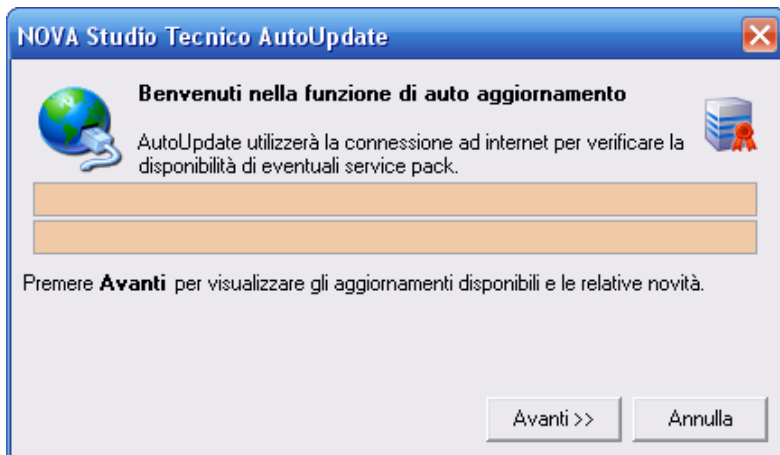 NOVA Studio Tecnico AutoUpdate
Benvenuti nella funzione di auto aggiornamento
AutoUpdate utilizzerà la connessione ad internet per verificare la
disponibilità di eventuali service pack.
Premere Avanti per visualizzare gli aggiornamenti disponibili e le relative novità.
Avanti >>
Annulla